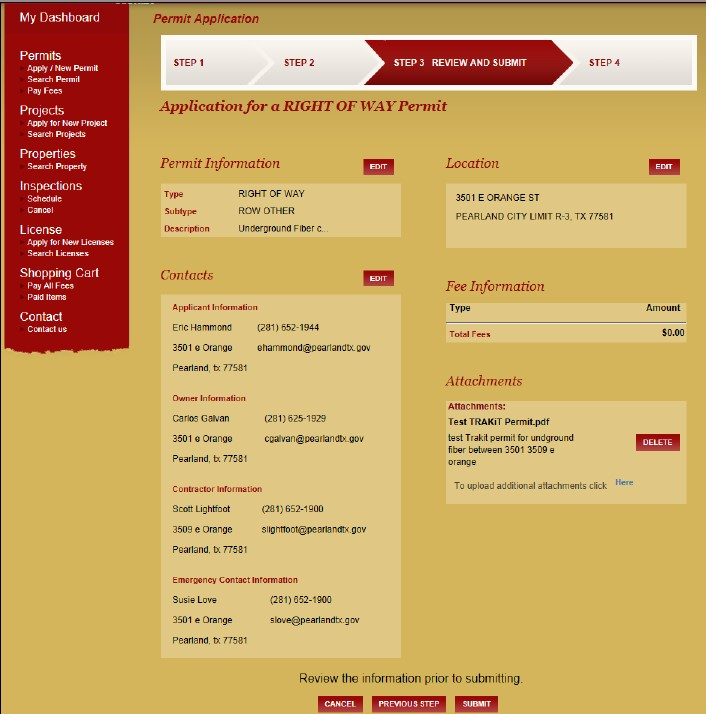 My Dashboard
Permits
Apply / New Permit
Search Permit
Pay Fees
Projects
Apply for New Project
Search Projects
Properties
Search Property
Inspections
Schedule
Cancel
License
Apply for New Licenses
Search Licenses
Shopping Cart
Pay All Fees
Paid Items
Contact
Contact us
Permit Application
STEP 1
STEP 2
STEP 3 REVIEW AND SUBMIT
STEP 4
Application for a RIGHT OF WAY Permit
Permit Information
EDIT
Type RIGHT OF WAY
Subtype ROW OTHER
Description Underground Fiber c...
Contacts
EDIT
Applicant Information
Eric Hammond (281) 652-1944
3501 e Orange ehammond@pearlandtx.gov
Pearland, tx 77581
Owner Information
Carlos Galvan (281) 625-1929
3501 e Orange cgalvan@pearlandtx.gov
Pearland, tx 77581
Contractor Information
Scott Lightfoot (281) 652-1900
3509 e Orange slightfoot@pearlandtx.gov
Pearland, tx 77581
Emergency Contact Information
Susie Love (281) 652-1900
3501 e Orange slove@pearlandtx.gov
Pearland, tx 77581
Location
EDIT
3501 E ORANGE ST
PEARLAND CITY LIMIT R-3, TX 77581
Fee Information
Type Amount
Total Fees $0.00
Attachments
Attachments:
Test TRAKiT Permit.pdf
test Trakit permit for undground
fiber between 3501 3509 e
orange
DELETE
To upload additional attachments click Here
Review the information prior to submitting.
CANCEL
PREVIOUS STEP
SUBMIT